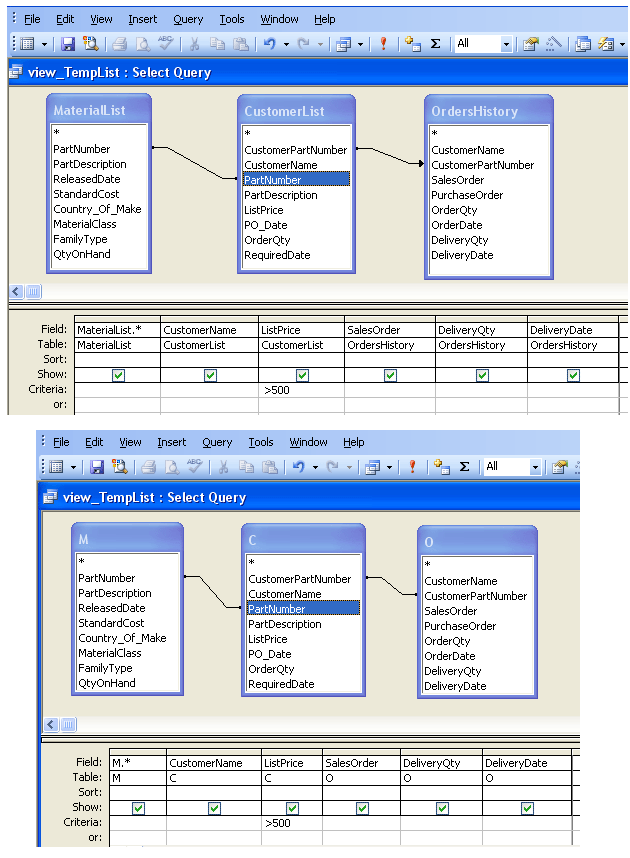 File Edit View Insert Query Tools Window Help
ABC Σ All
view_TempList : Select Query
MaterialList
*
PartNumber
PartDescription
ReleasedDate
StandardCost
Country_Of_Make
MaterialClass
FamilyType
QtyOnHand
CustomerList
*
CustomerPartNumber
CustomerName
PartNumber
PartDescription
ListPrice
PO_Date
OrderQty
RequiredDate
OrdersHistory
*
CustomerName
CustomerPartNumber
SalesOrder
PurchaseOrder
OrderQty
OrderDate
DeliveryQty
DeliveryDate
Field: MaterialList.* CustomerName ListPrice SalesOrder DeliveryQty DeliveryDate
Table: MaterialList CustomerList CustomerList OrdersHistory OrdersHistory OrdersHistory
Sort:
Show:
Criteria: >500
or:
File Edit View Insert Query Tools Window Help
ABC Σ All
view_TempList : Select Query
M
*
PartNumber
PartDescription
ReleasedDate
StandardCost
Country_Of_Make
MaterialClass
FamilyType
QtyOnHand
C
*
CustomerPartNumber
CustomerName
PartNumber
PartDescription
ListPrice
PO_Date
OrderQty
RequiredDate
O
*
CustomerName
CustomerPartNumber
SalesOrder
PurchaseOrder
OrderQty
OrderDate
DeliveryQty
DeliveryDate
Field: M.* CustomerName ListPrice SalesOrder DeliveryQty DeliveryDate
Table: M C C O O O
Sort:
Show:
Criteria: >500
or: